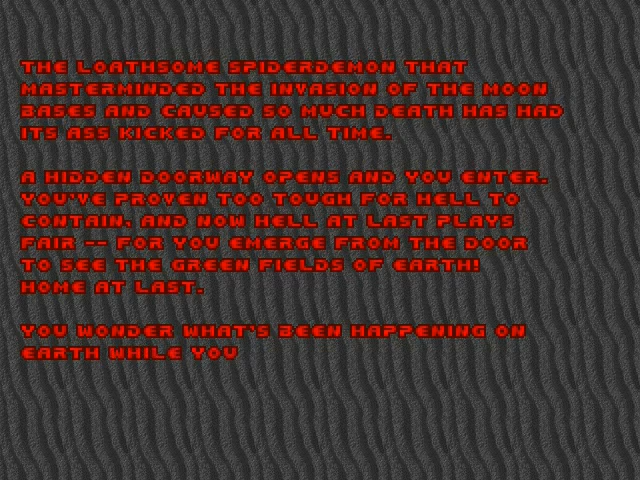 THE LOATHSOME SPIDERDEMON THAT
MASTERMINDED THE INVASION OF THE MOON
BASES AND CAUSED SO MUCH DEATH HAS HAD
ITS ASS KICKED FOR ALL TIME.
A HIDDEN DOORWAY OPENS AND YOU ENTER.
YOU'VE PROVEN TOO TOUGH FOR HELL TO
CONTAIN, AND NOW HELL AT LAST PLAYS
FAIR -- FOR YOU EMERGE FROM THE DOOR
TO SEE THE GREEN FIELDS OF EARTH!
HOME AT LAST.
YOU WONDER WHAT'S BEEN HAPPENING ON
EARTH WHILE YOU